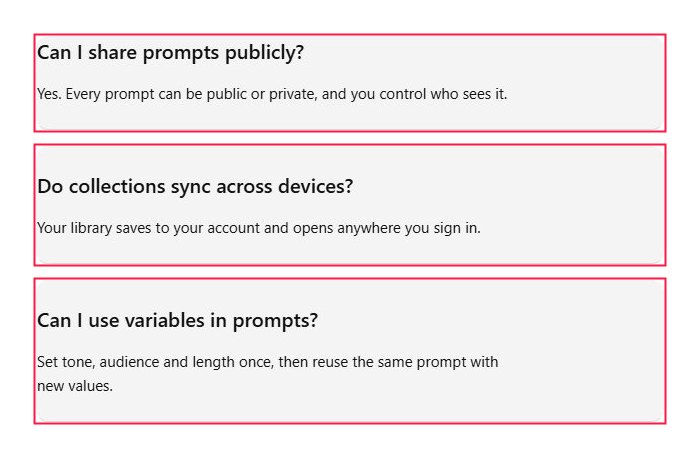 Can I share prompts publicly?
Yes. Every prompt can be public or private, and you control who sees it.
Do collections sync across devices?
Your library saves to your account and opens anywhere you sign in.
Can I use variables in prompts?
Set tone, audience and length once, then reuse the same prompt with
new values.